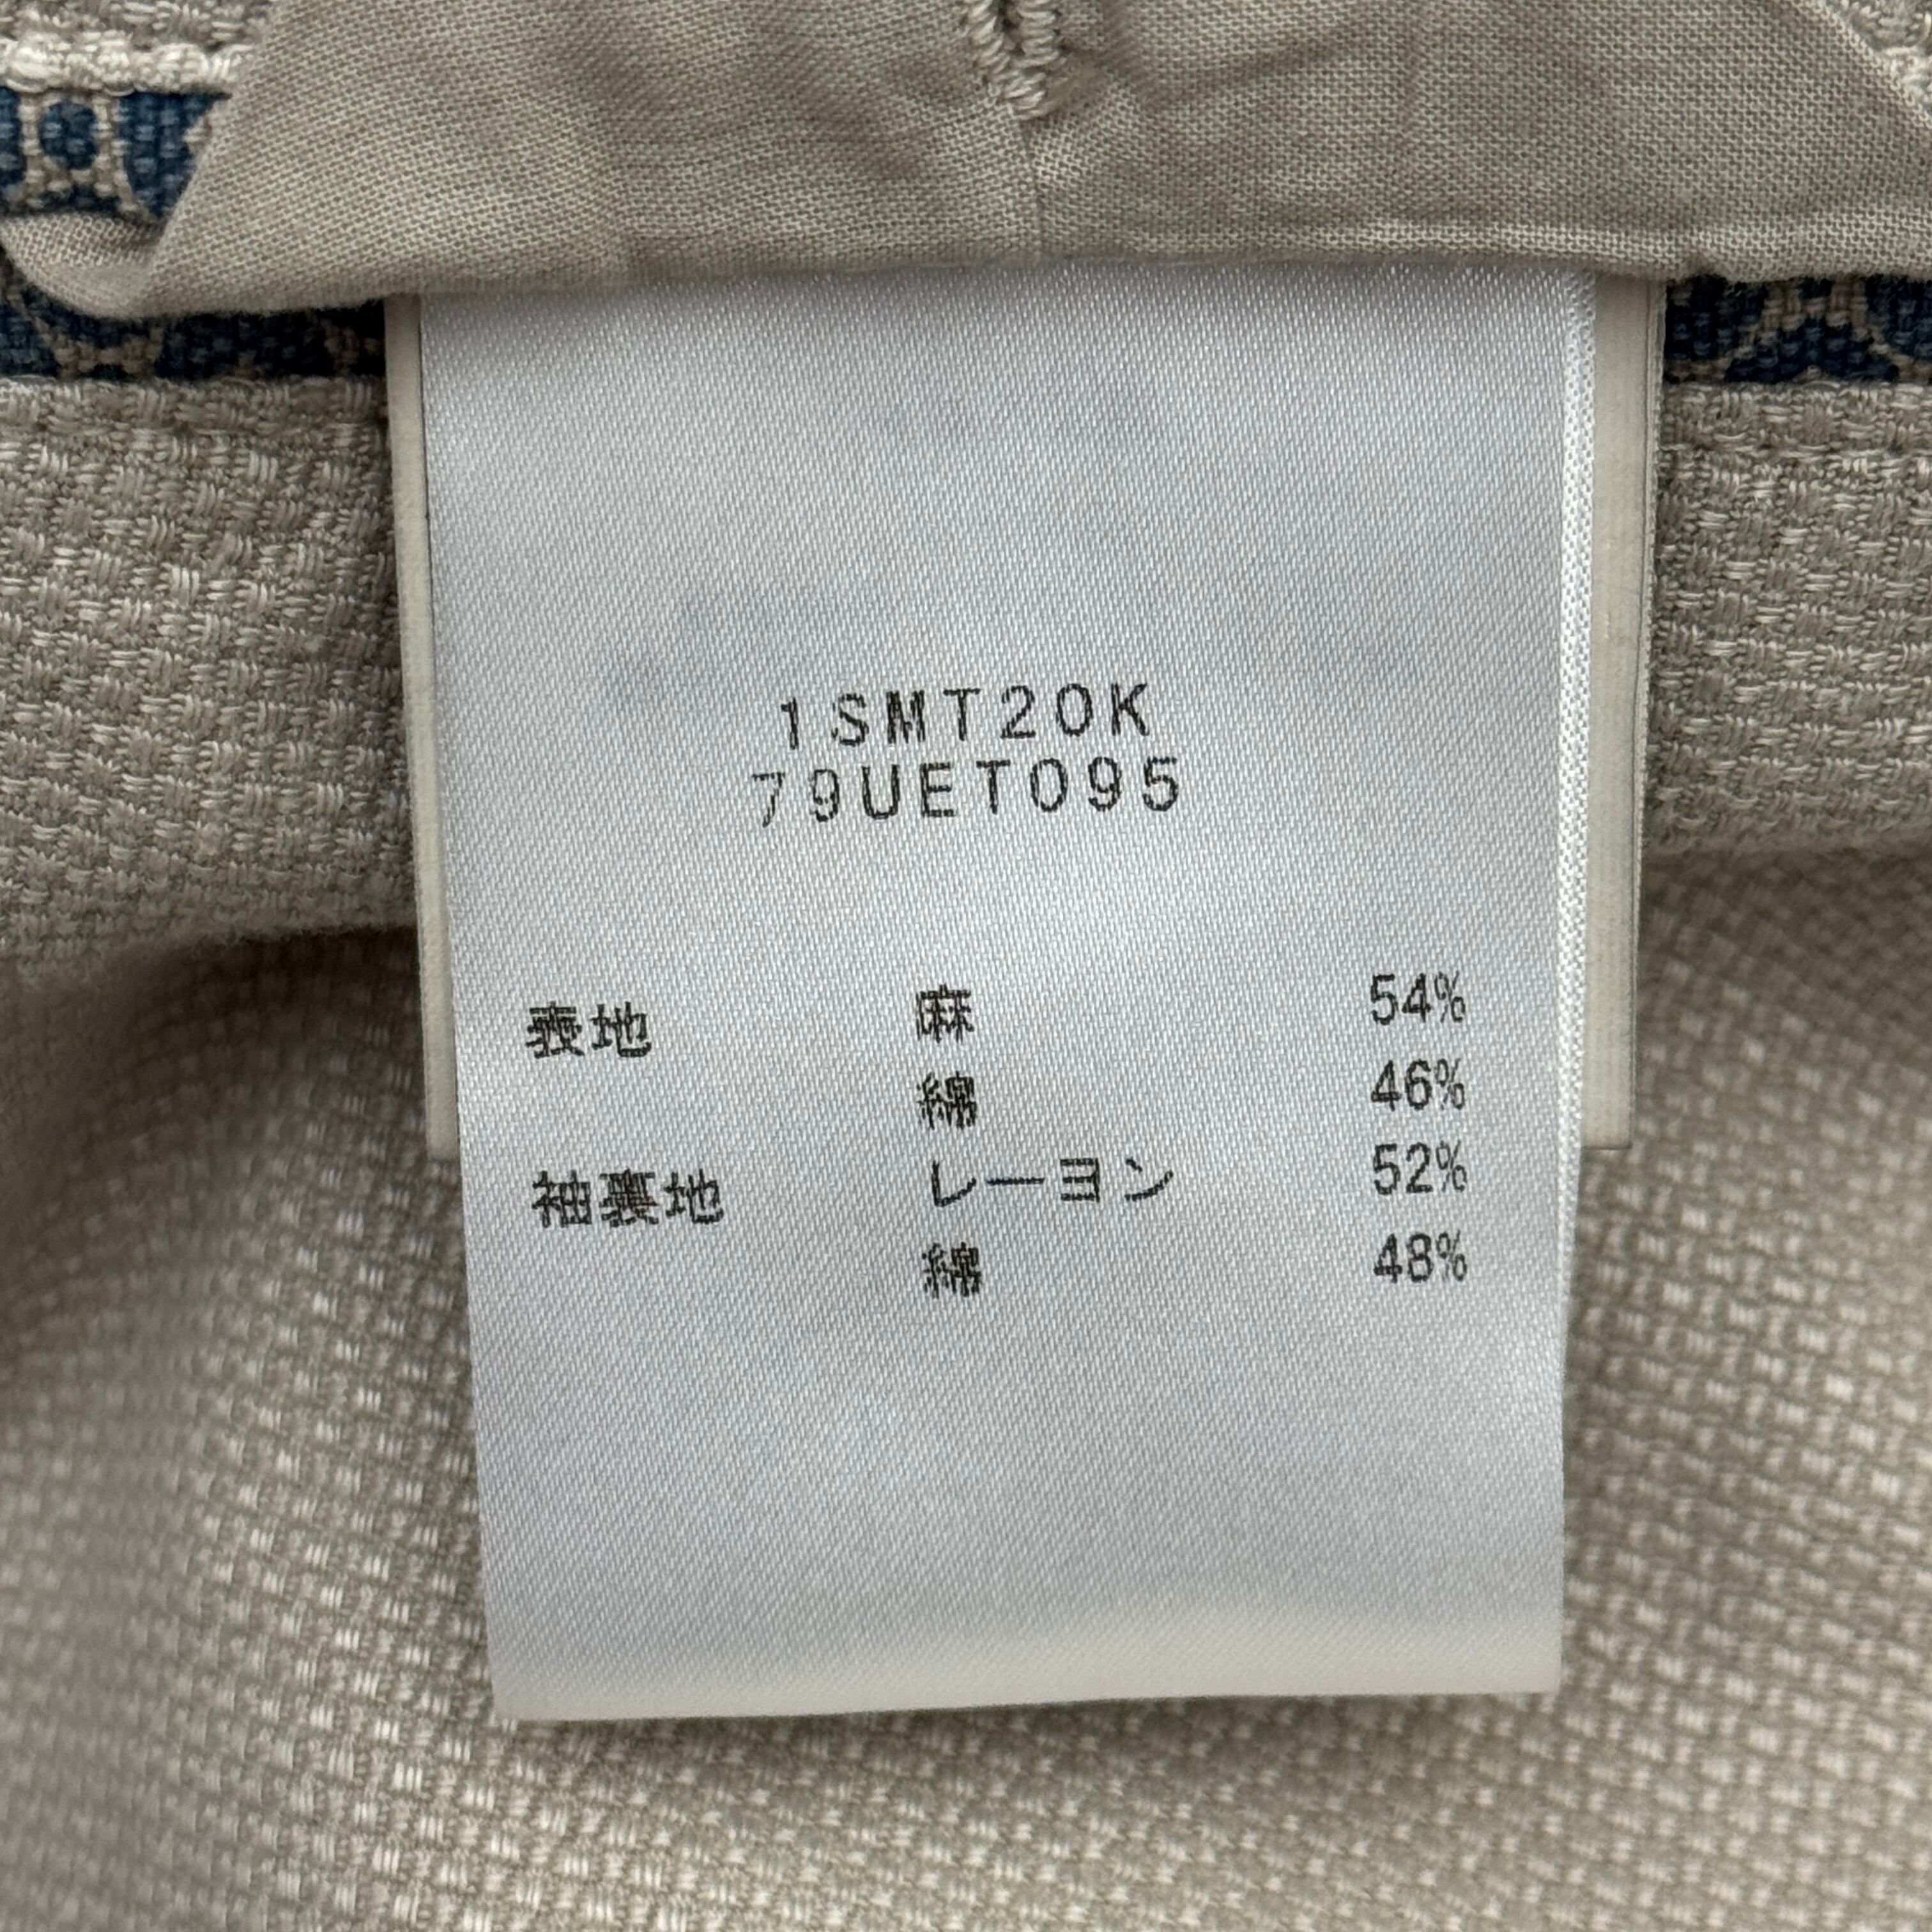 1SMT20K
79UET095
表地 麻 54%
綿 46%
袖裏地 レーヨン 52%
綿 48%